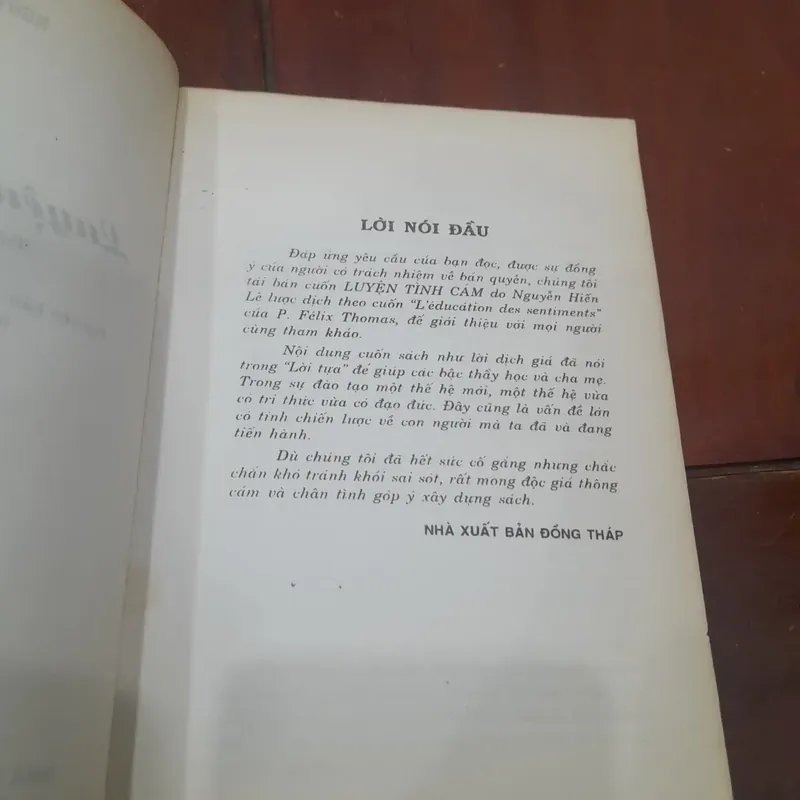 Luyện
LỜI NÓI ĐẦU
Đáp ứng yêu cầu của bạn đọc, được sự đồng
ý của người có trách nhiệm về bản quyền, chúng tôi
tái bản cuốn LUYỆN TÌNH CẢM do Nguyễn Hiến
Lê lược dịch theo cuốn "L'éducation des sentiments"
của P. Félix Thomas, để giới thiệu với mọi người
cùng tham khảo.
Nội dung cuốn sách như lời dịch giả đã nói
trong "Lời tựa" để giúp các bậc thầy học và cha mẹ.
Trong sự đào tạo một thế hệ mới, một thế hệ vừa
có tri thức vừa có đạo đức. Đây cũng là vấn đề lớn
có tính chiến lược về con người mà ta đã và đang
tiến hành.
Dù chúng tôi đã hết sức cố gắng nhưng chắc
chắn khó tránh khỏi sai sót, rất mong độc giả thông
cảm và chân tình góp ý xây dựng sách.
NHÀ XUẤT BẢN ĐỒNG THÁP